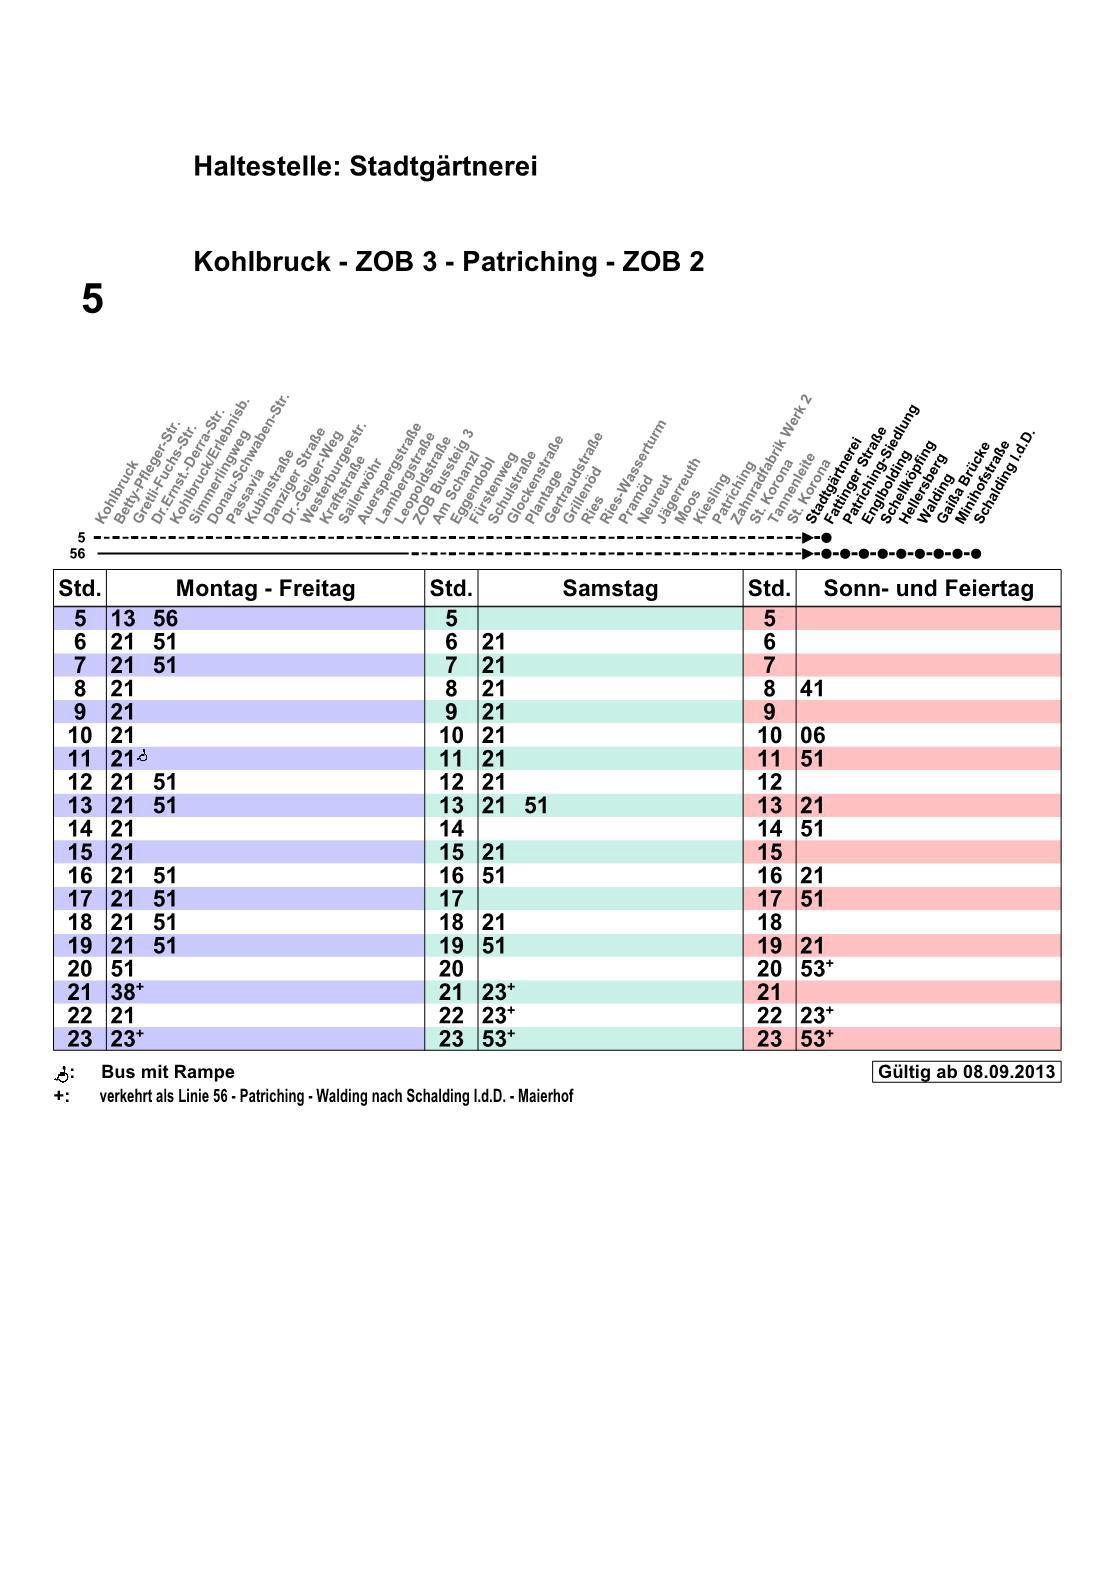 Haltestelle: Stadtgärtnerei
Kohlbruck - ZOB 3 - Patriching - ZOB 2
5
Kohlbruck
Betty-Pfleger-Str.
Gretli-Fuchs-Str.
Dr.Ernst.-Derra-Str.
Kohlbruck/Erlebnisb.
Simmerlingweg
Donau-Schwaben-Str.
Passavia
Kubinstraße
Danziger Straße
Dr.-Geiger-Weg
Westerburgerstr.
Kraftstraße
Sailerwöhr
Auerspergstraße
Lambergstraße
Leopoldstraße
ZOB Bussteig 3
Am Schanzl
Eggendobl
Fürstenweg
Schulstraße
Glockenstraße
Plantage
Gertraudstraße
Grillenöd
Ries
Ries-Wasserturm
Pramöd
Neureut
Jägerreuth
Moos
Kiesling
Patriching
Zahnradfabrik Werk 2
St. Korona
Tannenleite
St. Korona
Stadtgärtnerei
Fattinger Straße
Patriching-Siedlung
Englbolding
Schellköpfing
Hellersberg
Walding
Gaißa Brücke
Minihofstraße
Schalding l.d.D.
5
56
Std. Montag - Freitag Std. Samstag Std. Sonn- und Feiertag
5 13 56 5 5
6 21 51 6 21 6
7 21 51 7 21 7
8 21 8 21 8 41
9 21 9 21 9
10 21 10 21 10 06
11 21 11 21 11 51
12 21 51 12 21 12
13 21 51 13 21 51 13 21
14 21 14 14 51
15 21 15 21 15
16 21 51 16 51 16 21
17 21 51 17 17 51
18 21 51 18 21 18
19 21 51 19 51 19 21
20 51 20 20 53+
21 38+ 21 23+ 21
22 21 22 23+ 22 23+
23 23+ 23 53+ 23 53+
: Bus mit Rampe
Gültig ab 08.09.2013
+: verkehrt als Linie 56 - Patriching - Walding nach Schalding l.d.D. - Maierhof